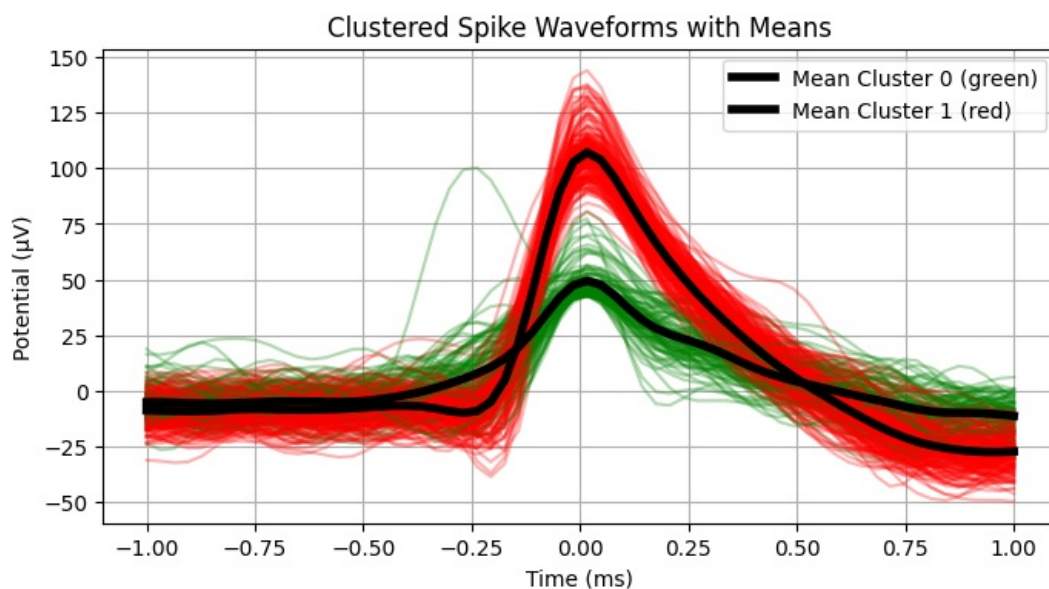 Clustered Spike Waveforms with Means
Mean Cluster 0 (green)
Mean Cluster 1 (red)
Potential (µV)
150
125
100
75
50
25
0
−25
−50
−1.00 −0.75 −0.50 −0.25 0.00 0.25 0.50 0.75 1.00
Time (ms)